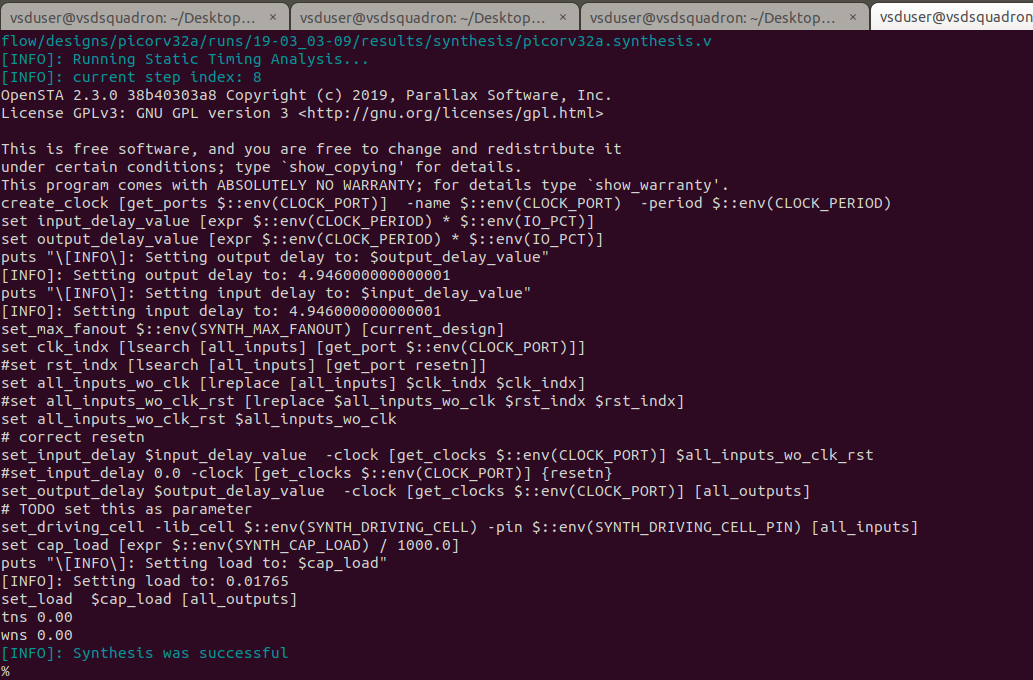 vsduser@vsdsquadron: ~/Desktop... ×
vsduser@vsdsquadron: ~/Desktop... ×
vsduser@vsdsquadron: ~/Desktop... ×
vsduser@vsdsquadron
flow/designs/picorv32a/runs/19-03_03-09/results/synthesis/picorv32a.synthesis.v
[INFO]: Running Static Timing Analysis...
[INFO]: current step index: 8
OpenSTA 2.3.0 38b40303a8 Copyright (c) 2019, Parallax Software, Inc.
License GPLv3: GNU GPL version 3 <http://gnu.org/licenses/gpl.html>
This is free software, and you are free to change and redistribute it
under certain conditions; type `show_copying' for details.
This program comes with ABSOLUTELY NO WARRANTY; for details type `show_warranty'.
create_clock [get_ports $::env(CLOCK_PORT)]  -name $::env(CLOCK_PORT)  -period $::env(CLOCK_PERIOD)
set input_delay_value [expr $::env(CLOCK_PERIOD) * $::env(IO_PCT)]
set output_delay_value [expr $::env(CLOCK_PERIOD) * $::env(IO_PCT)]
puts "\[INFO\]: Setting output delay to: $output_delay_value"
[INFO]: Setting output delay to: 4.946000000000001
puts "\[INFO\]: Setting input delay to: $input_delay_value"
[INFO]: Setting input delay to: 4.946000000000001
set_max_fanout $::env(SYNTH_MAX_FANOUT) [current_design]
set clk_indx [lsearch [all_inputs] [get_port $::env(CLOCK_PORT)]]
#set rst_indx [lsearch [all_inputs] [get_port resetn]]
set all_inputs_wo_clk [lreplace [all_inputs] $clk_indx $clk_indx]
#set all_inputs_wo_clk_rst [lreplace $all_inputs_wo_clk $rst_indx $rst_indx]
set all_inputs_wo_clk_rst $all_inputs_wo_clk
# correct resetn
set_input_delay $input_delay_value  -clock [get_clocks $::env(CLOCK_PORT)] $all_inputs_wo_clk_rst
#set_input_delay 0.0 -clock [get_clocks $::env(CLOCK_PORT)] {resetn}
set_output_delay $output_delay_value  -clock [get_clocks $::env(CLOCK_PORT)] [all_outputs]
# TODO set this as parameter
set_driving_cell -lib_cell $::env(SYNTH_DRIVING_CELL) -pin $::env(SYNTH_DRIVING_CELL_PIN) [all_inputs]
set cap_load [expr $::env(SYNTH_CAP_LOAD) / 1000.0]
puts "\[INFO\]: Setting load to: $cap_load"
[INFO]: Setting load to: 0.01765
set_load  $cap_load [all_outputs]
tns 0.00
wns 0.00
[INFO]: Synthesis was successful
%